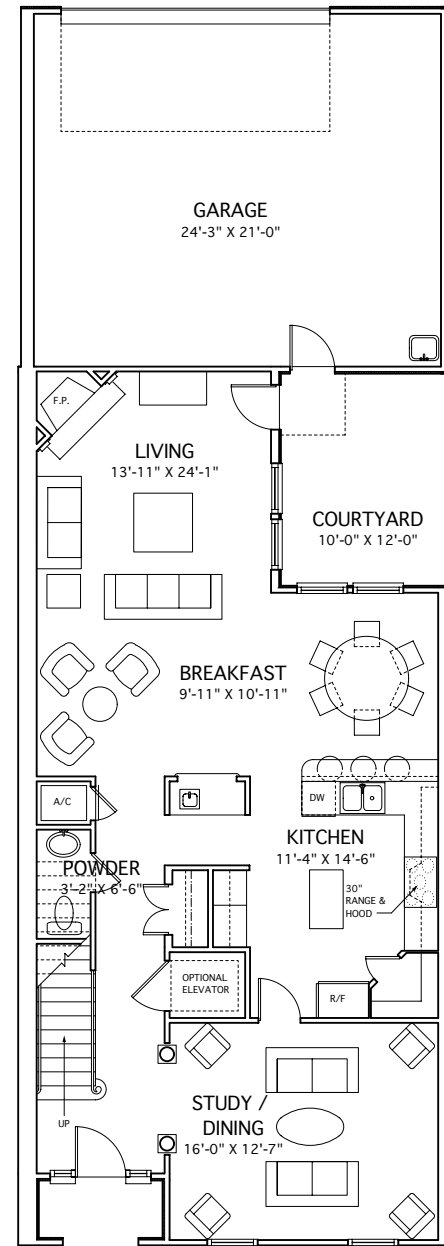 GARAGE
24'-3" X 21'-0"
F.P.
LIVING
13'-11" X 24'-1"
COURTYARD
10'-0" X 12'-0"
BREAKFAST
9'-11" X 10'-11"
A/C
DW
KITCHEN
11'-4" X 14'-6"
POWDER
3'-2" X 6'-6"
30"
RANGE &
HOOD
OPTIONAL
ELEVATOR
R/F
UP
STUDY /
DINING
16'-0" X 12'-7"